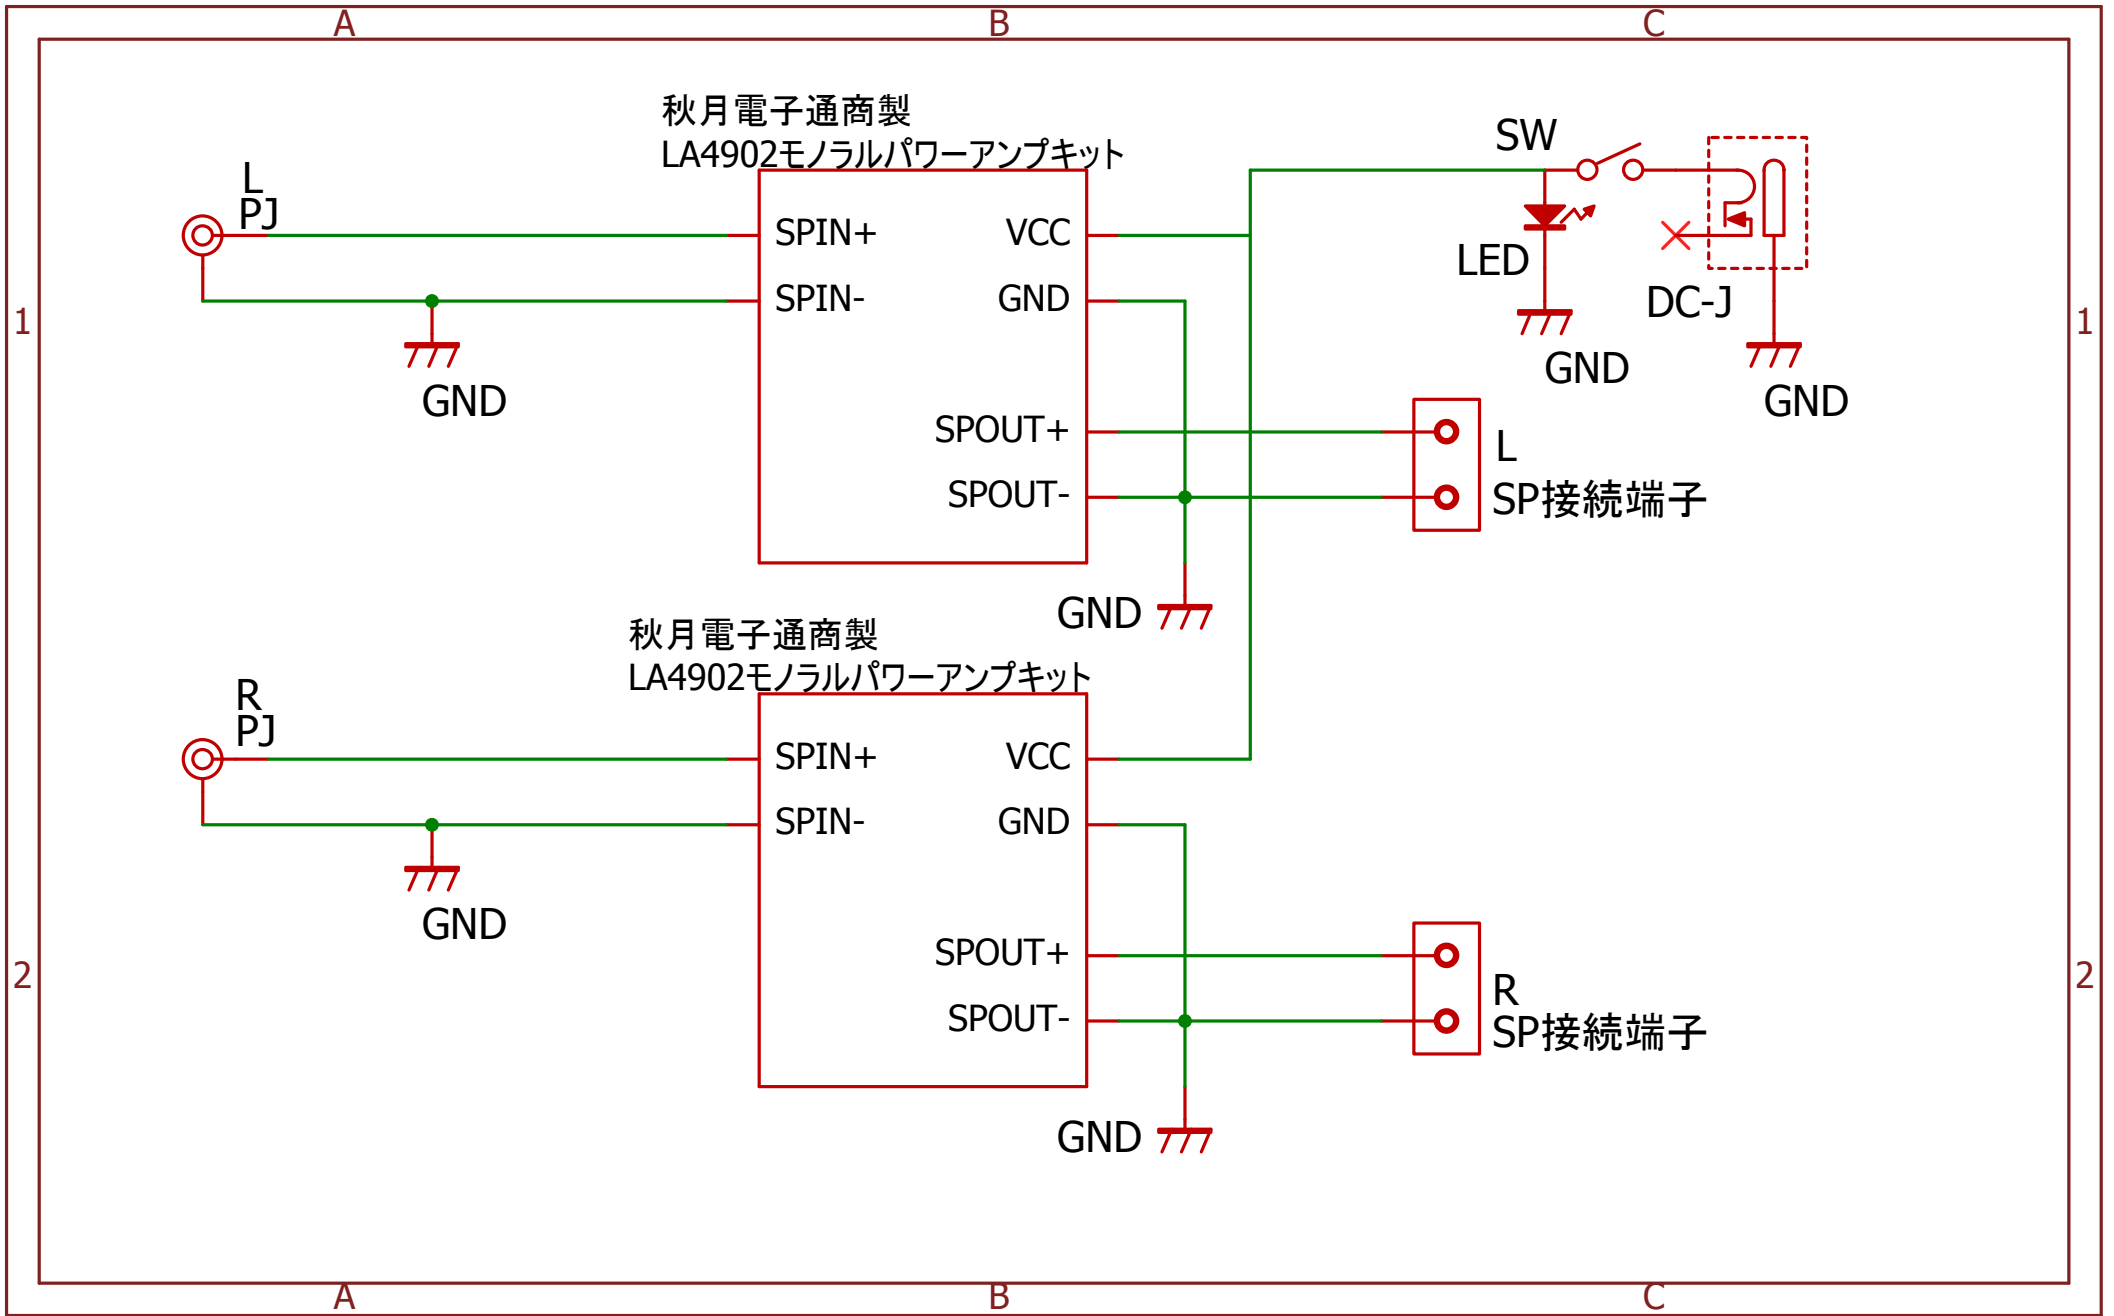 A
B
C
秋月電子通商製
LA4902モノラルパワーアンプキット
L
PJ
SPIN+
SPIN-
VCC
GND
SPOUT+
SPOUT-
GND
SW
LED
GND
DC-J
GND
1
1
L
SP接続端子
GND
秋月電子通商製
LA4902モノラルパワーアンプキット
R
PJ
SPIN+
SPIN-
VCC
GND
SPOUT+
SPOUT-
GND
2
2
R
SP接続端子
GND
A
B
C